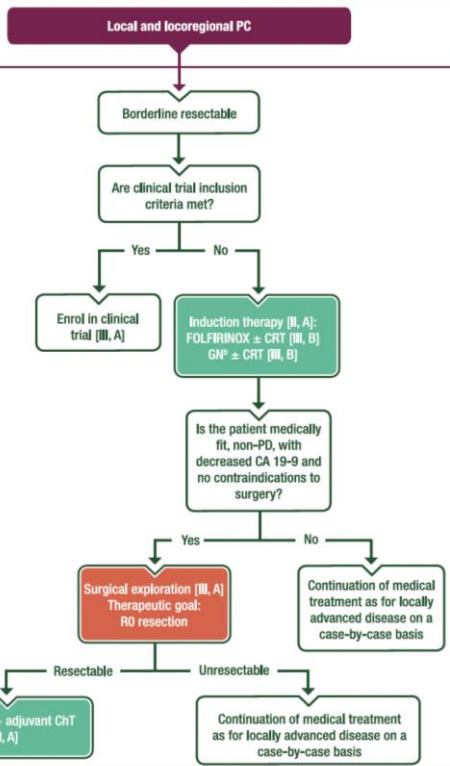 Local and locoregional PC
Borderline resectable
Are clinical trial inclusion
criteria met?
Yes
No
Enrol in clinical
trial [III, A]
Induction therapy [II, A]:
FOLFIRINOX ± CRT [III, B]
GNᵇ ± CRT [III, B]
Is the patient medically
fit, non-PD, with
decreased CA 19-9 and
no contraindications to
surgery?
Yes
No
Surgical exploration [III, A]
Therapeutic goal:
R0 resection
Continuation of medical
treatment as for locally
advanced disease on a
case-by-case basis
Resectable
Unresectable
adjuvant ChT
, A]
Continuation of medical treatment
as for locally advanced disease on a
case-by-case basis